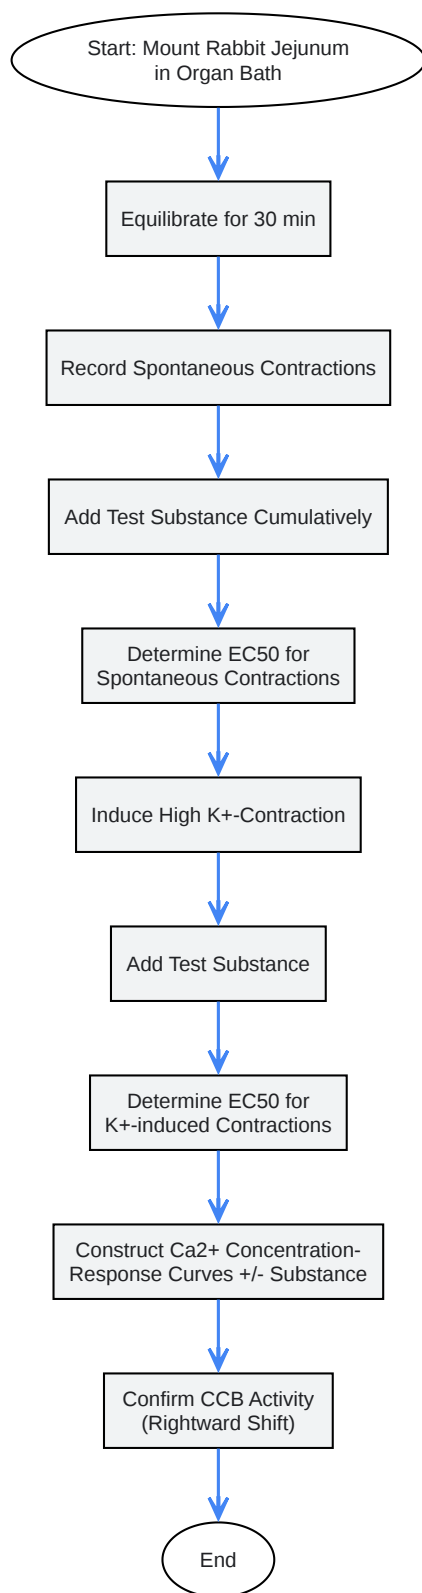 Start: Mount Rabbit Jejunum
in Organ Bath
Equilibrate for 30 min
Record Spontaneous Contractions
Add Test Substance Cumulatively
Determine EC50 for
Spontaneous Contractions
Induce High K+-Contraction
Add Test Substance
Determine EC50 for
K+-induced Contractions
Construct Ca2+ Concentration-
Response Curves +/- Substance
Confirm CCB Activity
(Rightward Shift)
End